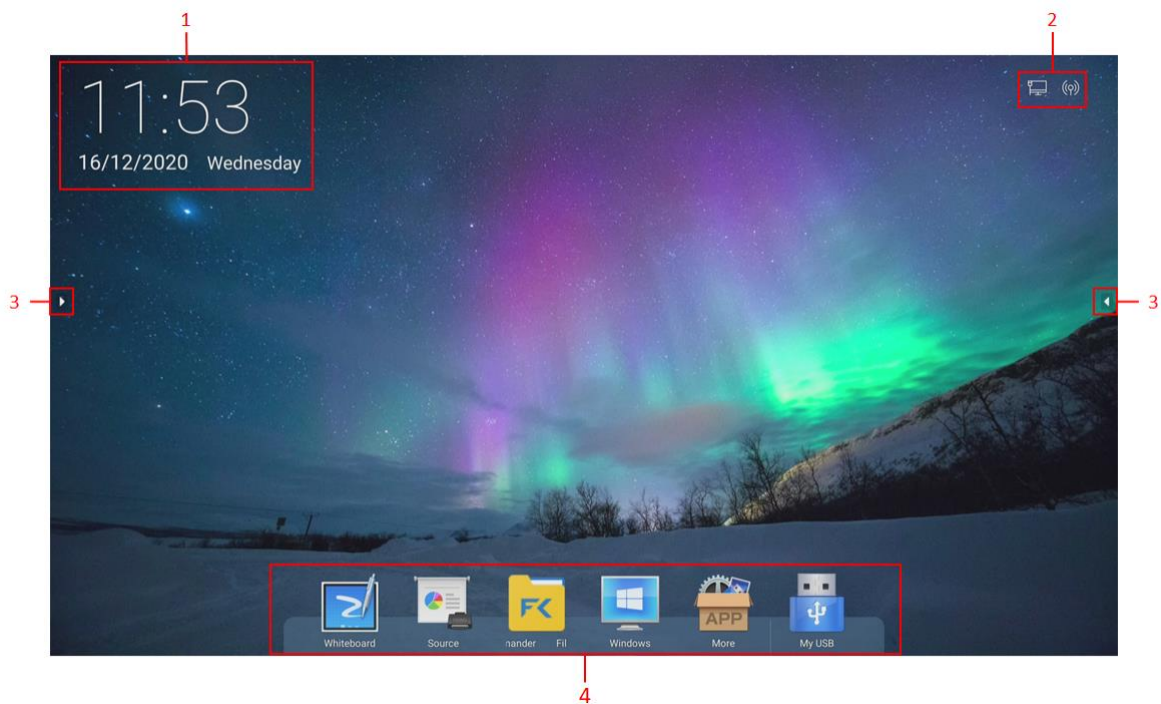 1
2
11:53
16/12/2020 Wednesday
3
3
FK
APP
Whiteboard
Source
nander Fil
Windows
More
My USB
4